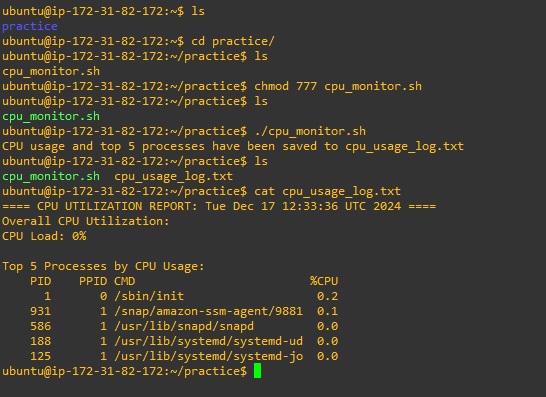 ubuntu@ip-172-31-82-172:~$ ls
practice
ubuntu@ip-172-31-82-172:~$ cd practice/
ubuntu@ip-172-31-82-172:~/practice$ ls
cpu_monitor.sh
ubuntu@ip-172-31-82-172:~/practice$ chmod 777 cpu_monitor.sh
ubuntu@ip-172-31-82-172:~/practice$ ls
cpu_monitor.sh
ubuntu@ip-172-31-82-172:~/practice$ ./cpu_monitor.sh
CPU usage and top 5 processes have been saved to cpu_usage_log.txt
ubuntu@ip-172-31-82-172:~/practice$ ls
cpu_monitor.sh  cpu_usage_log.txt
ubuntu@ip-172-31-82-172:~/practice$ cat cpu_usage_log.txt
==== CPU UTILIZATION REPORT: Tue Dec 17 12:33:36 UTC 2024 ====
Overall CPU Utilization:
CPU Load: 0%

Top 5 Processes by CPU Usage:
    PID    PPID CMD                         %CPU
      1       0 /sbin/init                   0.2
    931       1 /snap/amazon-ssm-agent/9881  0.1
    586       1 /usr/lib/snapd/snapd         0.0
    188       1 /usr/lib/systemd/systemd-ud  0.0
    125       1 /usr/lib/systemd/systemd-jo  0.0
ubuntu@ip-172-31-82-172:~/practice$